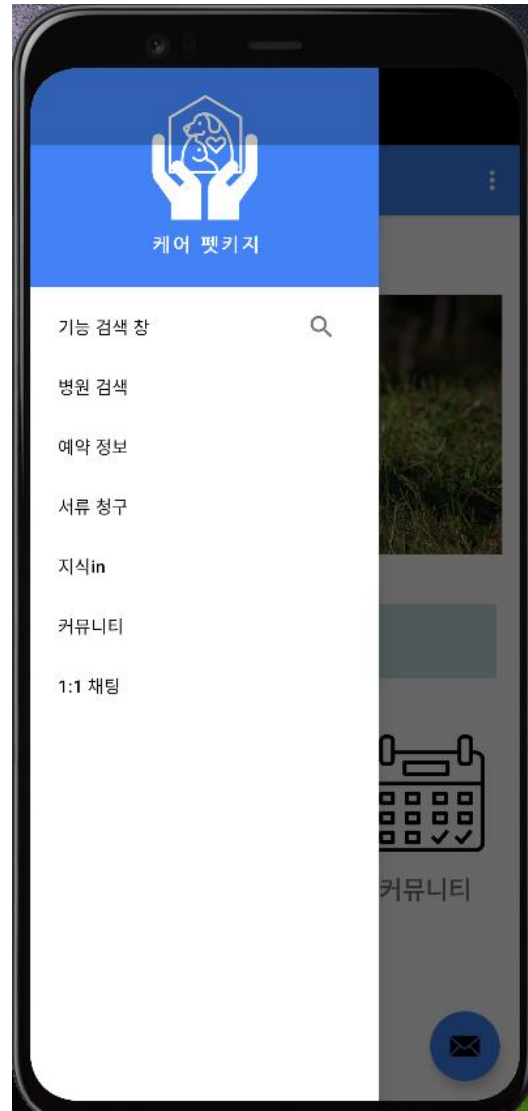 케어 펫키지
기능 검색 창
병원 검색
예약 정보
서류 청구
지식in
커뮤니티
1:1 채팅
커뮤니티